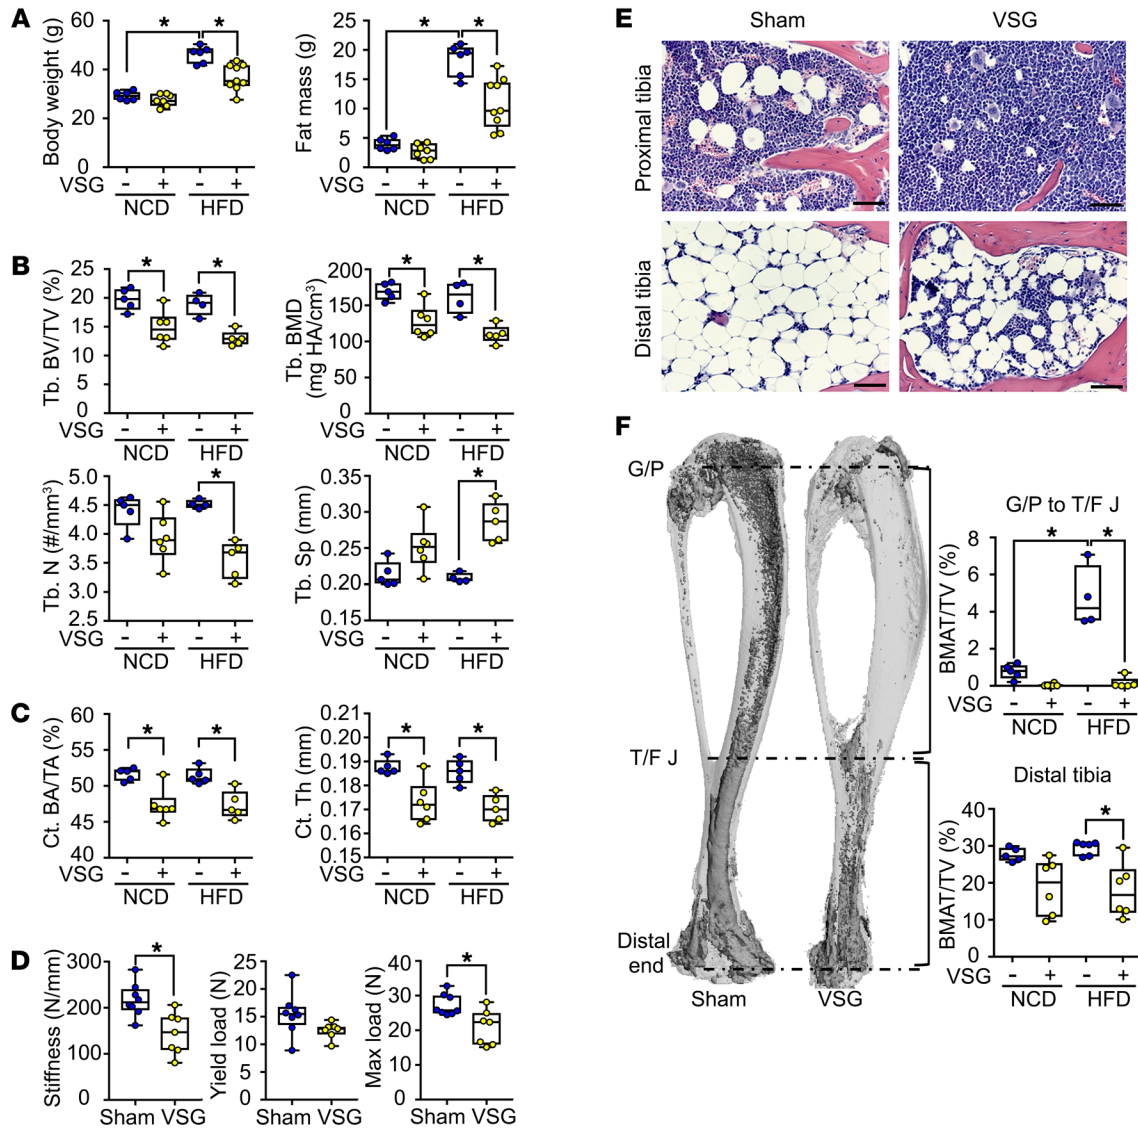 A
Body weight (g)
60
40
20
0
*
*
VSG
- + - +
NCD HFD
Fat mass (g)
25
20
15
10
5
0
*
*
VSG
- + - +
NCD HFD
B
Tb. BV/TV (%)
25
20
15
10
5
0
*
*
VSG
- + - +
NCD HFD
Tb. BMD
(mg HA/cm³)
200
150
100
50
0
*
*
VSG
- + - +
NCD HFD
Tb. N (#/mm³)
5.0
4.5
4.0
3.5
3.0
2.5
*
VSG
- + - +
NCD HFD
Tb. Sp (mm)
0.35
0.30
0.25
0.20
0.15
*
VSG
- + - +
NCD HFD
C
Ct. BA/TA (%)
60
55
50
45
40
*
*
VSG
- + - +
NCD HFD
Ct. Th (mm)
0.21
0.20
0.19
0.18
0.17
0.16
0.15
*
*
VSG
- + - +
NCD HFD
D
Stiffness (N/mm)
300
200
100
0
*
Sham VSG
Yield load (N)
25
20
15
10
5
0
Sham VSG
Max load (N)
40
30
20
10
0
*
Sham VSG
E
Sham VSG
Proximal tibia
Distal tibia
F
G/P
T/F J
Distal
end
Sham VSG
G/P to T/F J
BMAT/TV (%)
8
6
4
2
0
*
*
VSG
- + - +
NCD HFD
Distal tibia
BMAT/TV (%)
40
30
20
10
0
*
VSG
- + - +
NCD HFD